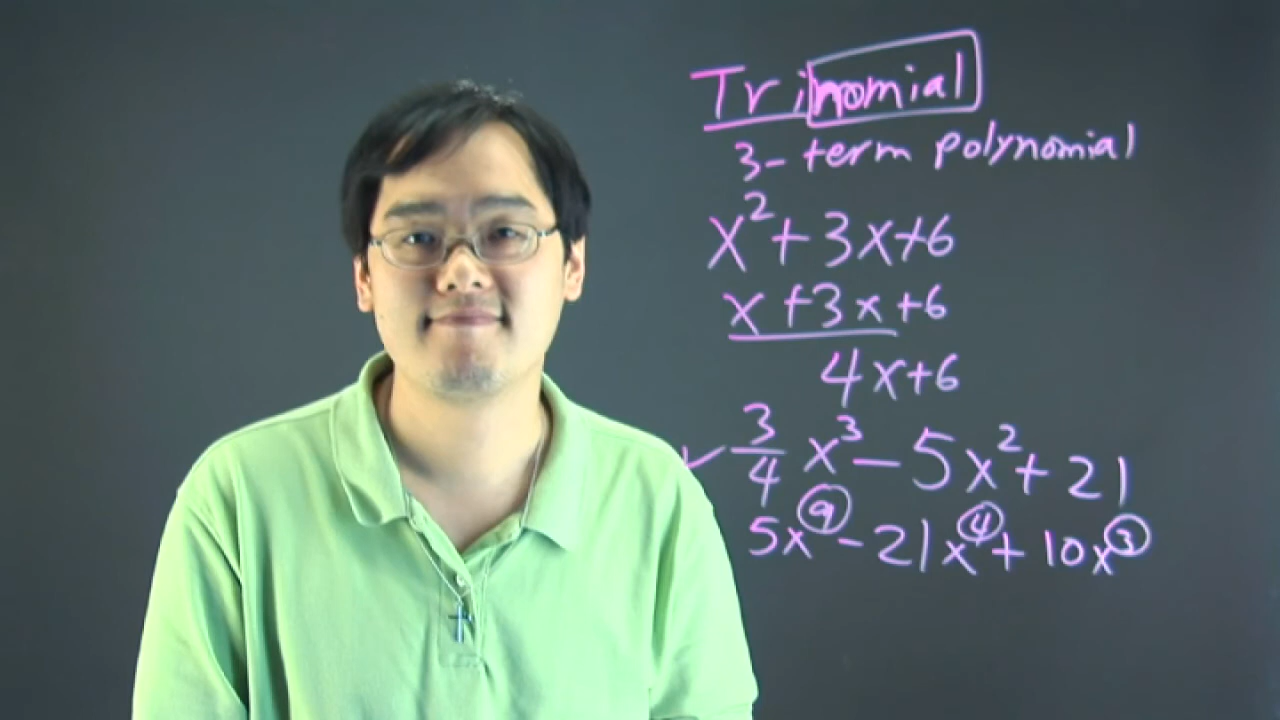 Trinomial
3- term polynomial
x² + 3x + 6
x + 3x + 6
4x + 6
✓ 3/4 x³ - 5x² + 21
5x⁹ - 21x⁴ + 10x³